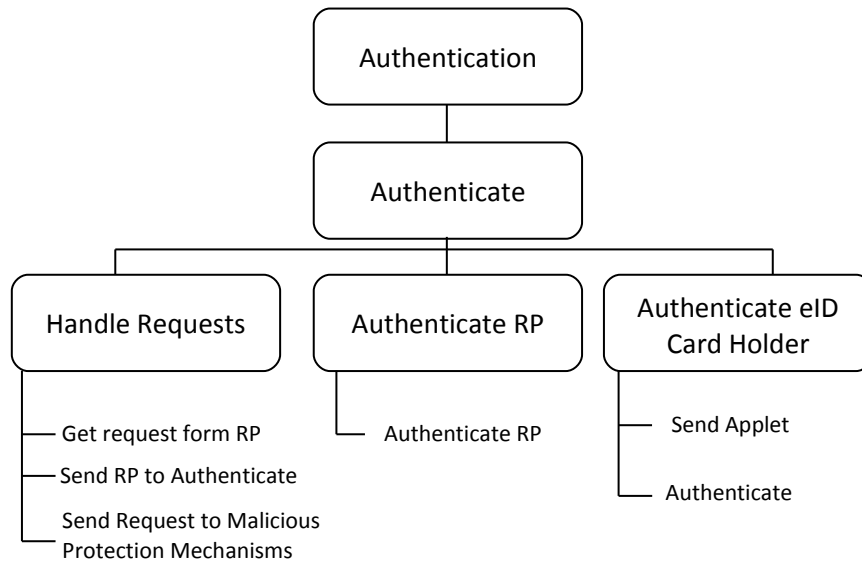 Authentication
Authenticate
Handle Requests
Authenticate RP
Authenticate eID
Card Holder
Get request form RP
Send RP to Authenticate
Send Request to Malicious
Protection Mechanisms
Authenticate RP
Send Applet
Authenticate